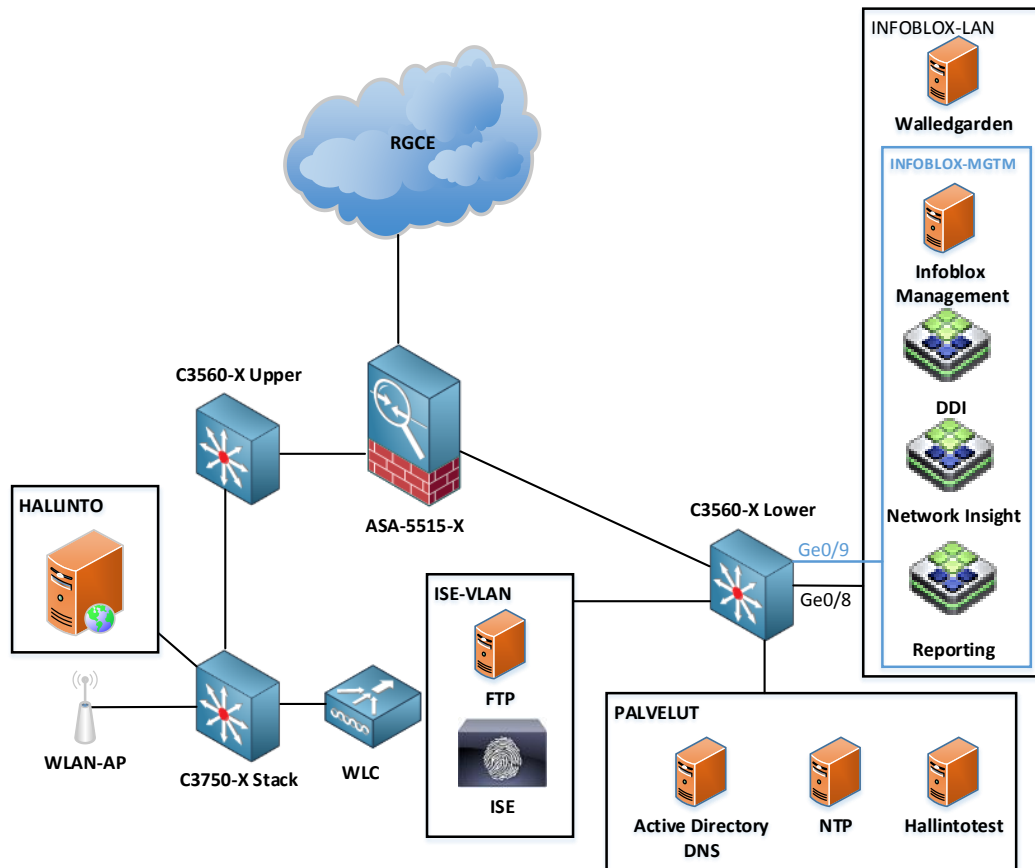 INFOBLOX-LAN
Walledgarden
INFOBLOX-MGTM
Infoblox
Management
DDI
Network Insight
Reporting
RGCE
C3560-X Upper
ASA-5515-X
C3560-X Lower
Ge0/9
Ge0/8
HALLINTO
WLAN-AP
C3750-X Stack
WLC
ISE-VLAN
FTP
ISE
PALVELUT
Active Directory
DNS
NTP
Hallintotest